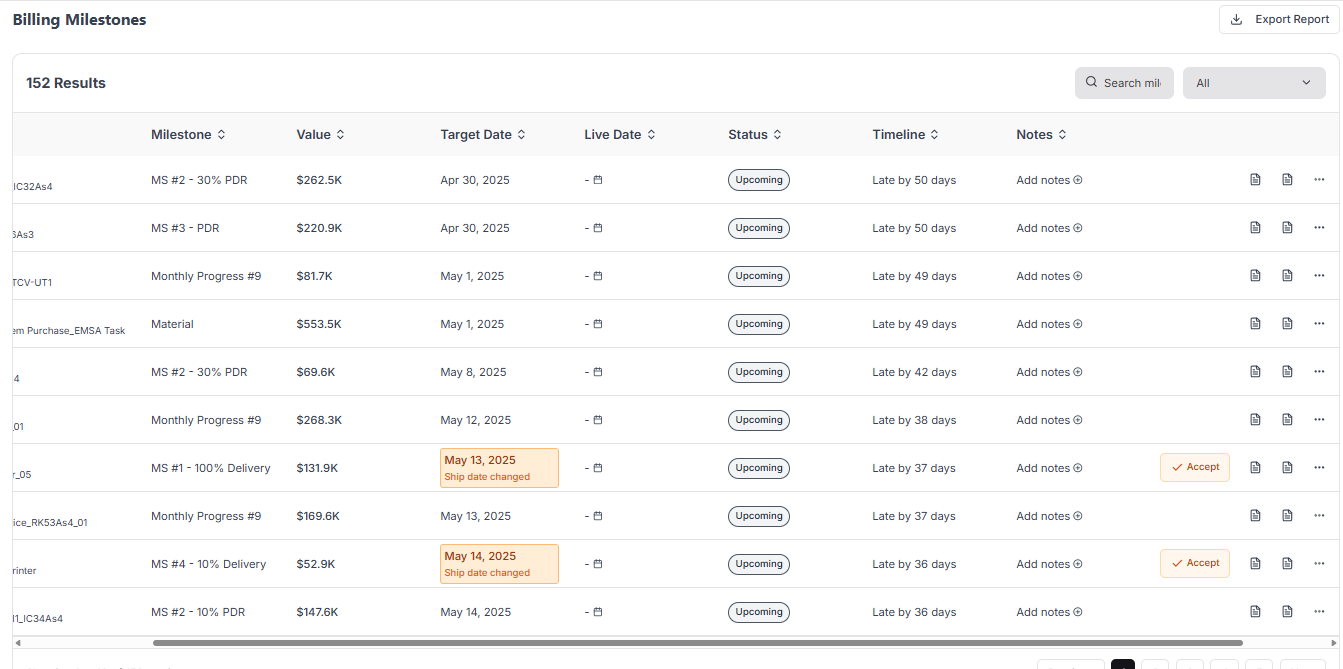 Billing Milestones
Export Report
152 Results
Search mil
All
Milestone Value Target Date Live Date Status Timeline Notes
IC32As4 MS #2 - 30% PDR $262.5K Apr 30, 2025 - Upcoming Late by 50 days Add notes
As3 MS #3 - PDR $220.9K Apr 30, 2025 - Upcoming Late by 50 days Add notes
TCV-UT1 Monthly Progress #9 $81.7K May 1, 2025 - Upcoming Late by 49 days Add notes
em Purchase_EMSA Task Material $553.5K May 1, 2025 - Upcoming Late by 49 days Add notes
4 MS #2 - 30% PDR $69.6K May 8, 2025 - Upcoming Late by 42 days Add notes
_01 Monthly Progress #9 $268.3K May 12, 2025 - Upcoming Late by 38 days Add notes
r_05 MS #1 - 100% Delivery $131.9K May 13, 2025 - Upcoming Late by 37 days Add notes Accept
Ship date changed
ice_RK53As4_01 Monthly Progress #9 $169.6K May 13, 2025 - Upcoming Late by 37 days Add notes
rinter MS #4 - 10% Delivery $52.9K May 14, 2025 - Upcoming Late by 36 days Add notes Accept
Ship date changed
1_IC34As4 MS #2 - 10% PDR $147.6K May 14, 2025 - Upcoming Late by 36 days Add notes